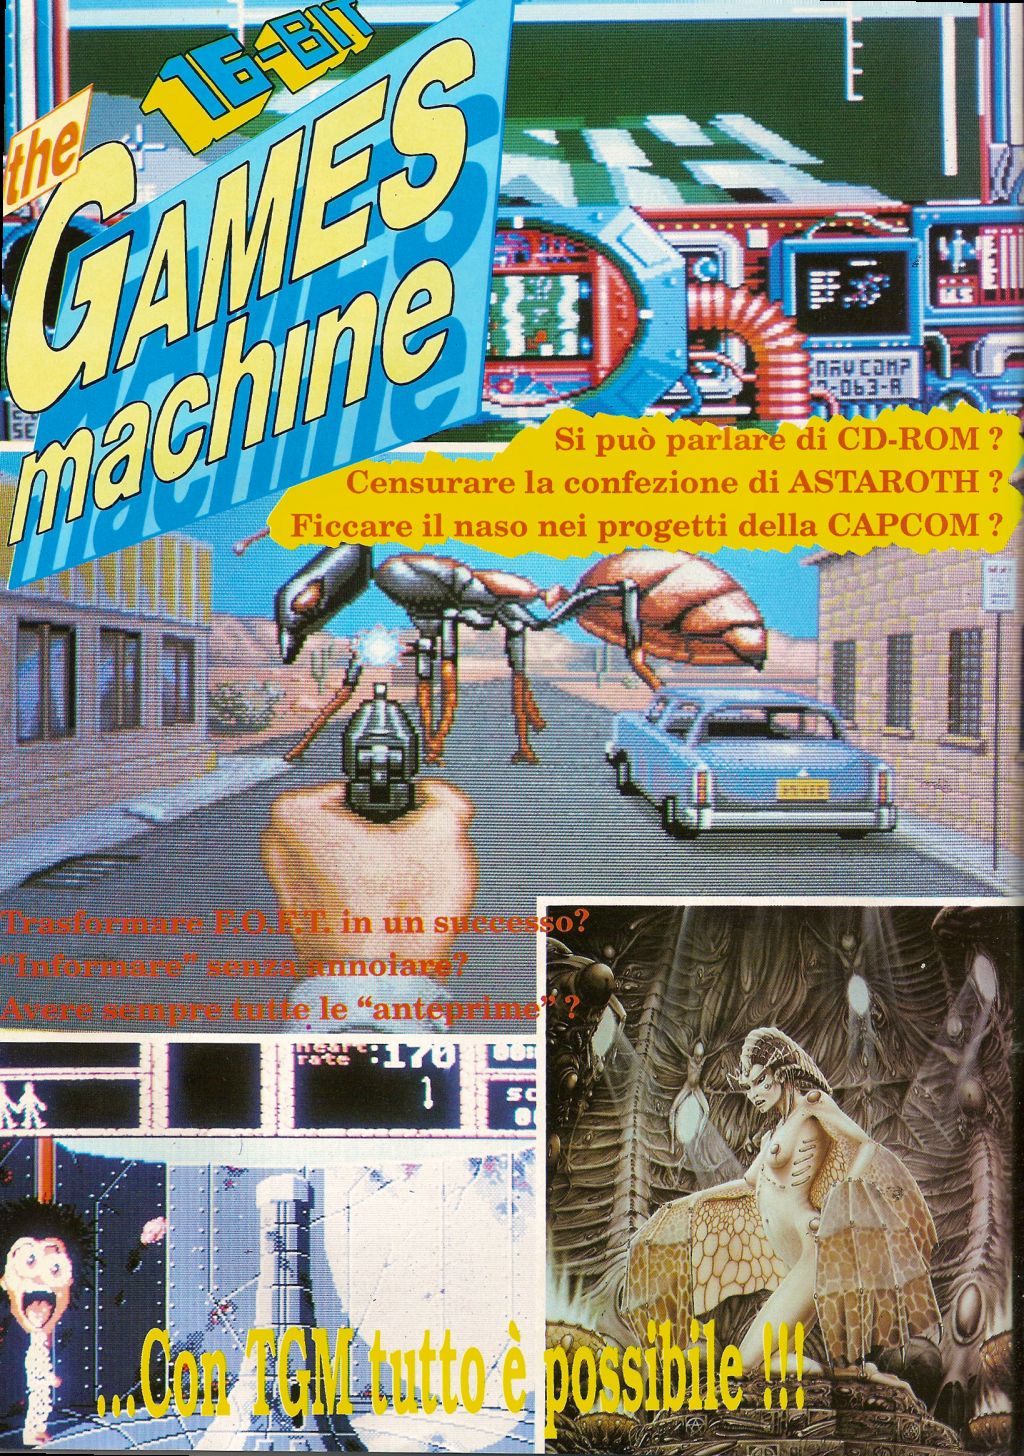 16-BIT
the
GAMES
machine
NAV COMP
Si può parlare di CD-ROM ?
Censurare la confezione di ASTAROTH ?
Ficcare il naso nei progetti della CAPCOM ?
Trasformare F.O.F.T. in un successo?
“Informare” senza annoiare?
Avere sempre tutte le “anteprime” ?
Heart
rate :170
...Con TGM tutto è possibile !!!